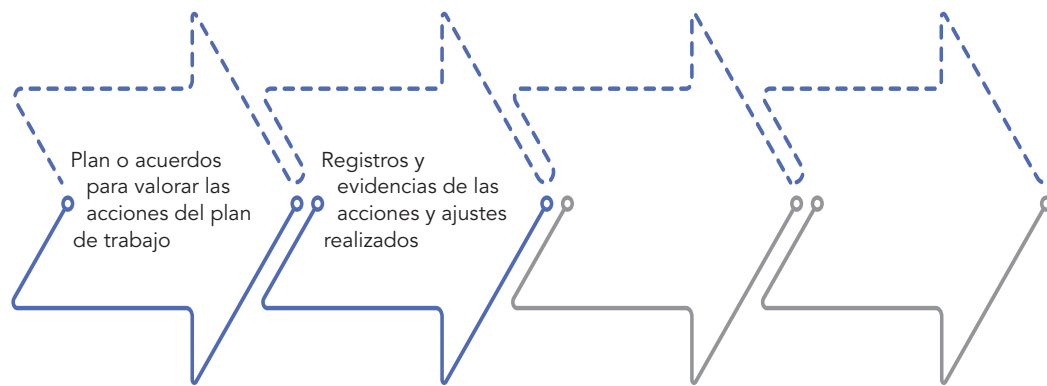 Plan o acuerdos
para valorar las
acciones del plan
de trabajo
Registros y
evidencias de las
acciones y ajustes
realizados